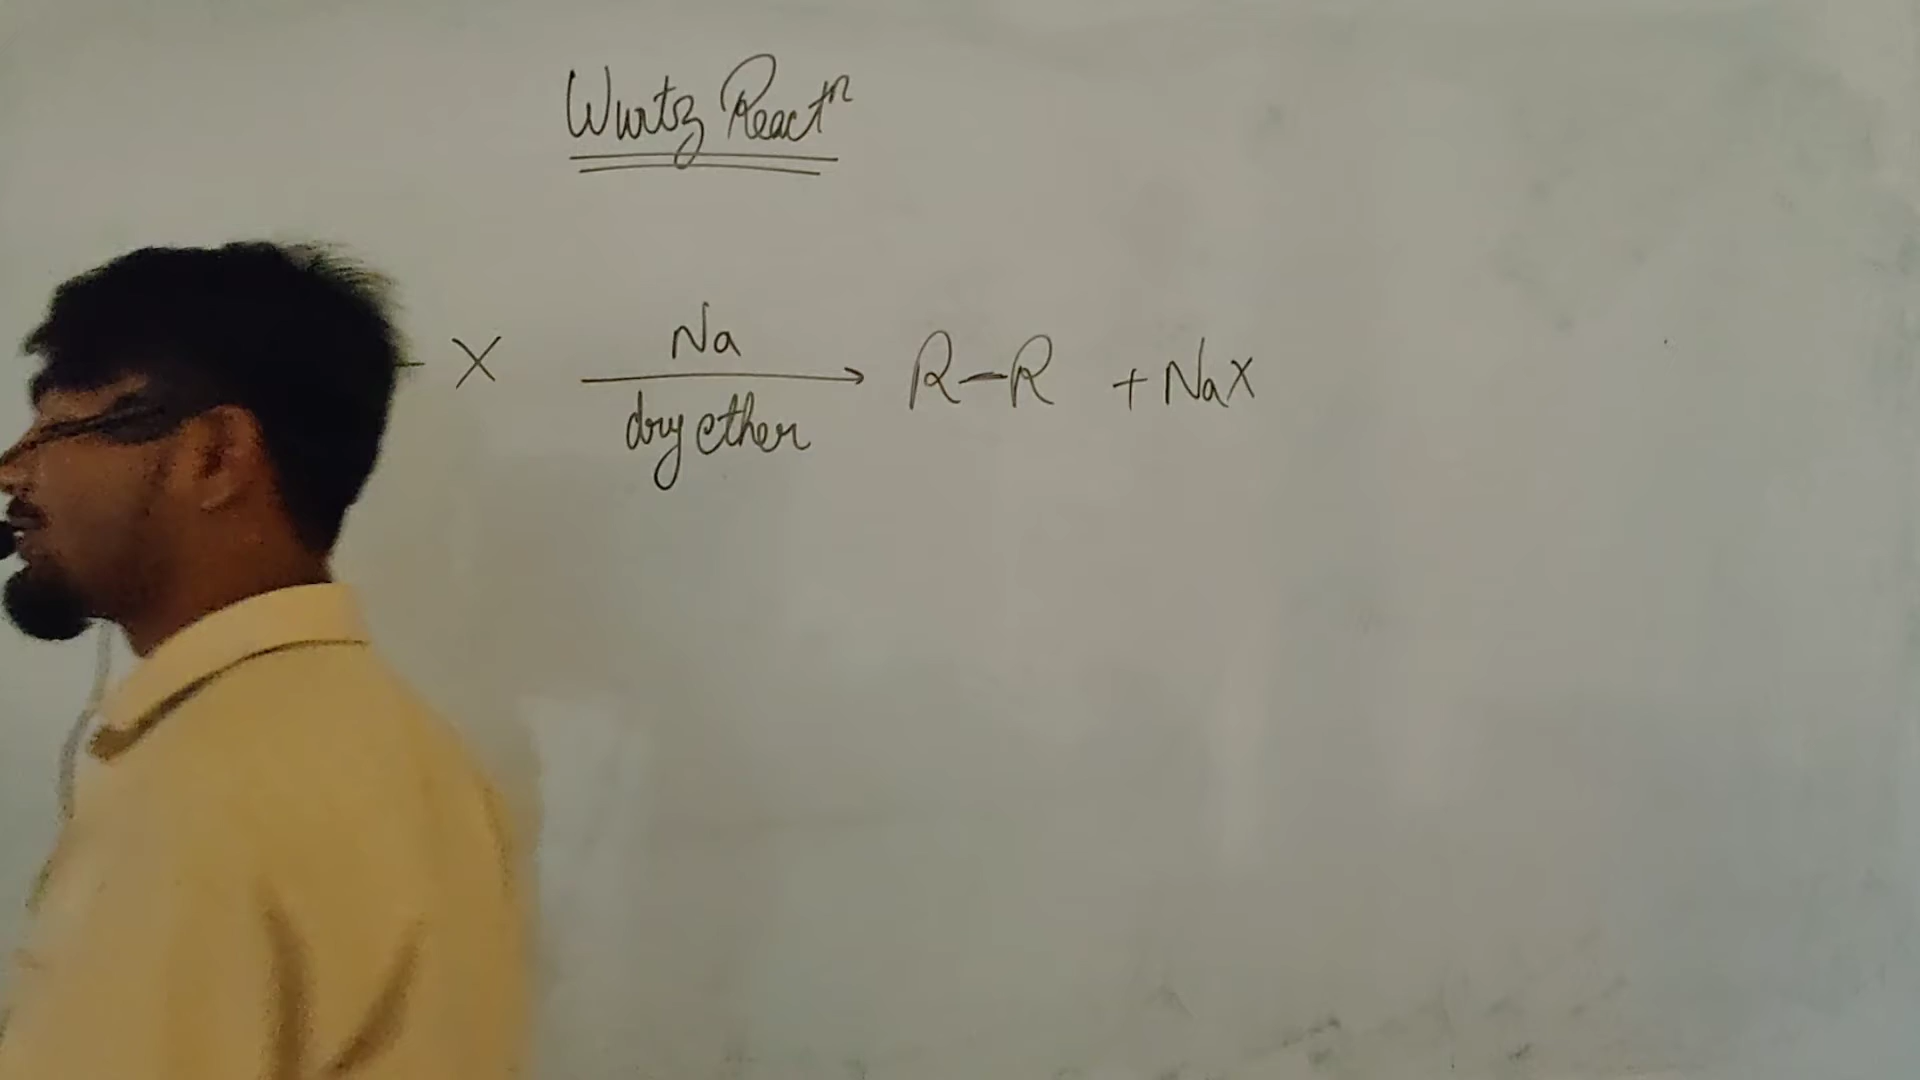 Wurtz Reactⁿ
- X Na dry ether → R-R + NaX